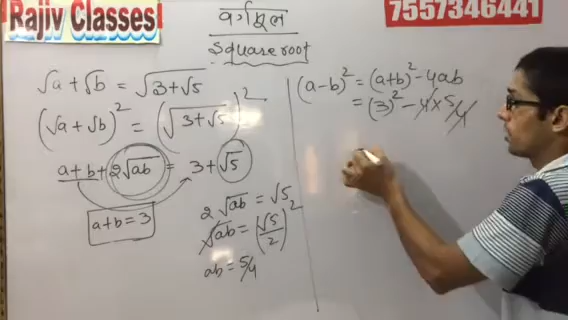 Rajiv Classes
7557346441
वर्गमूल
Square root
√a + √b = √(3+√5)
(√a + √b)² = (√(3+√5))²
a+b+2√ab = 3+√5
a+b=3
2√ab = √5
√ab = (√5/2)²
ab = 5/4
(a-b)² = (a+b)² - 4ab
= (3)² - 4×5/4